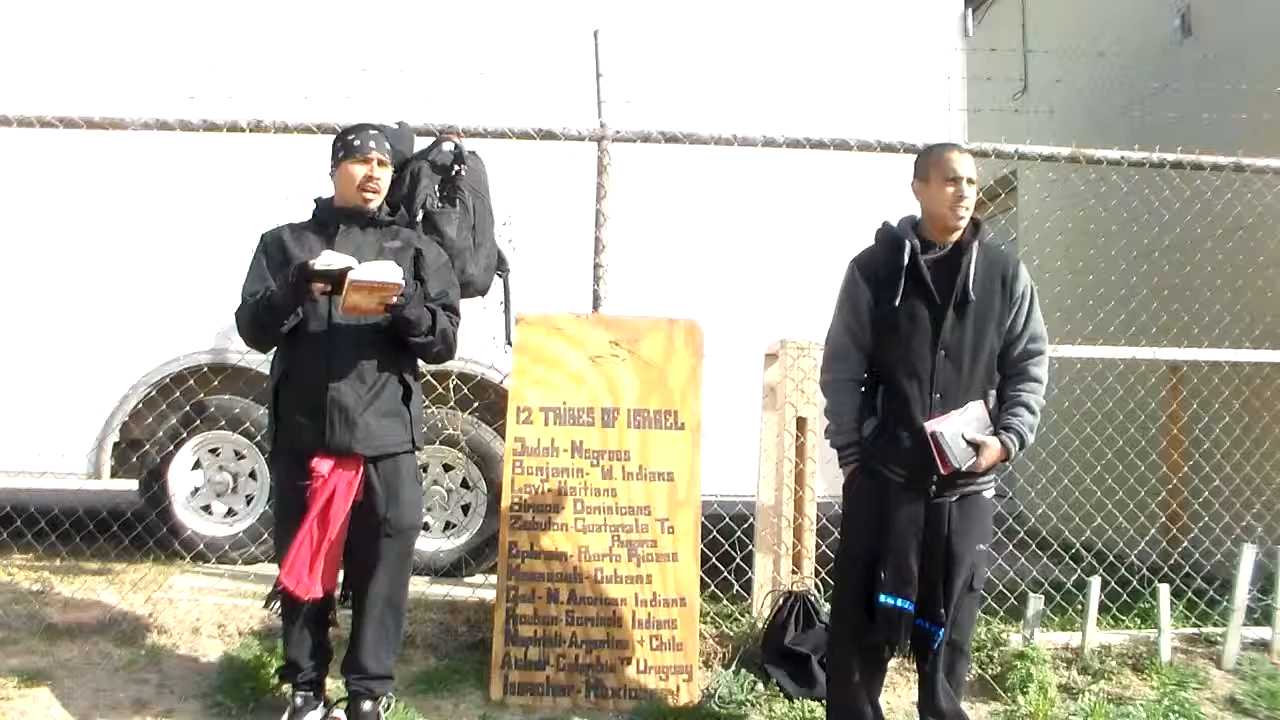 12 TRIBES OF ISRAEL
Judah - Negroes
Benjamin - W. Indians
Levi - Haitians
Simeon - Dominicans
Zebulon - Guatemala To
Panama
Ephraim - Puerto Ricans
Manasseh - Cubans
Gad - N. American Indians
Reuben - Seminole Indians
Naphtali - Argentina + Chile
Asher - Columbia Uruguay
Issachar - Mexicans